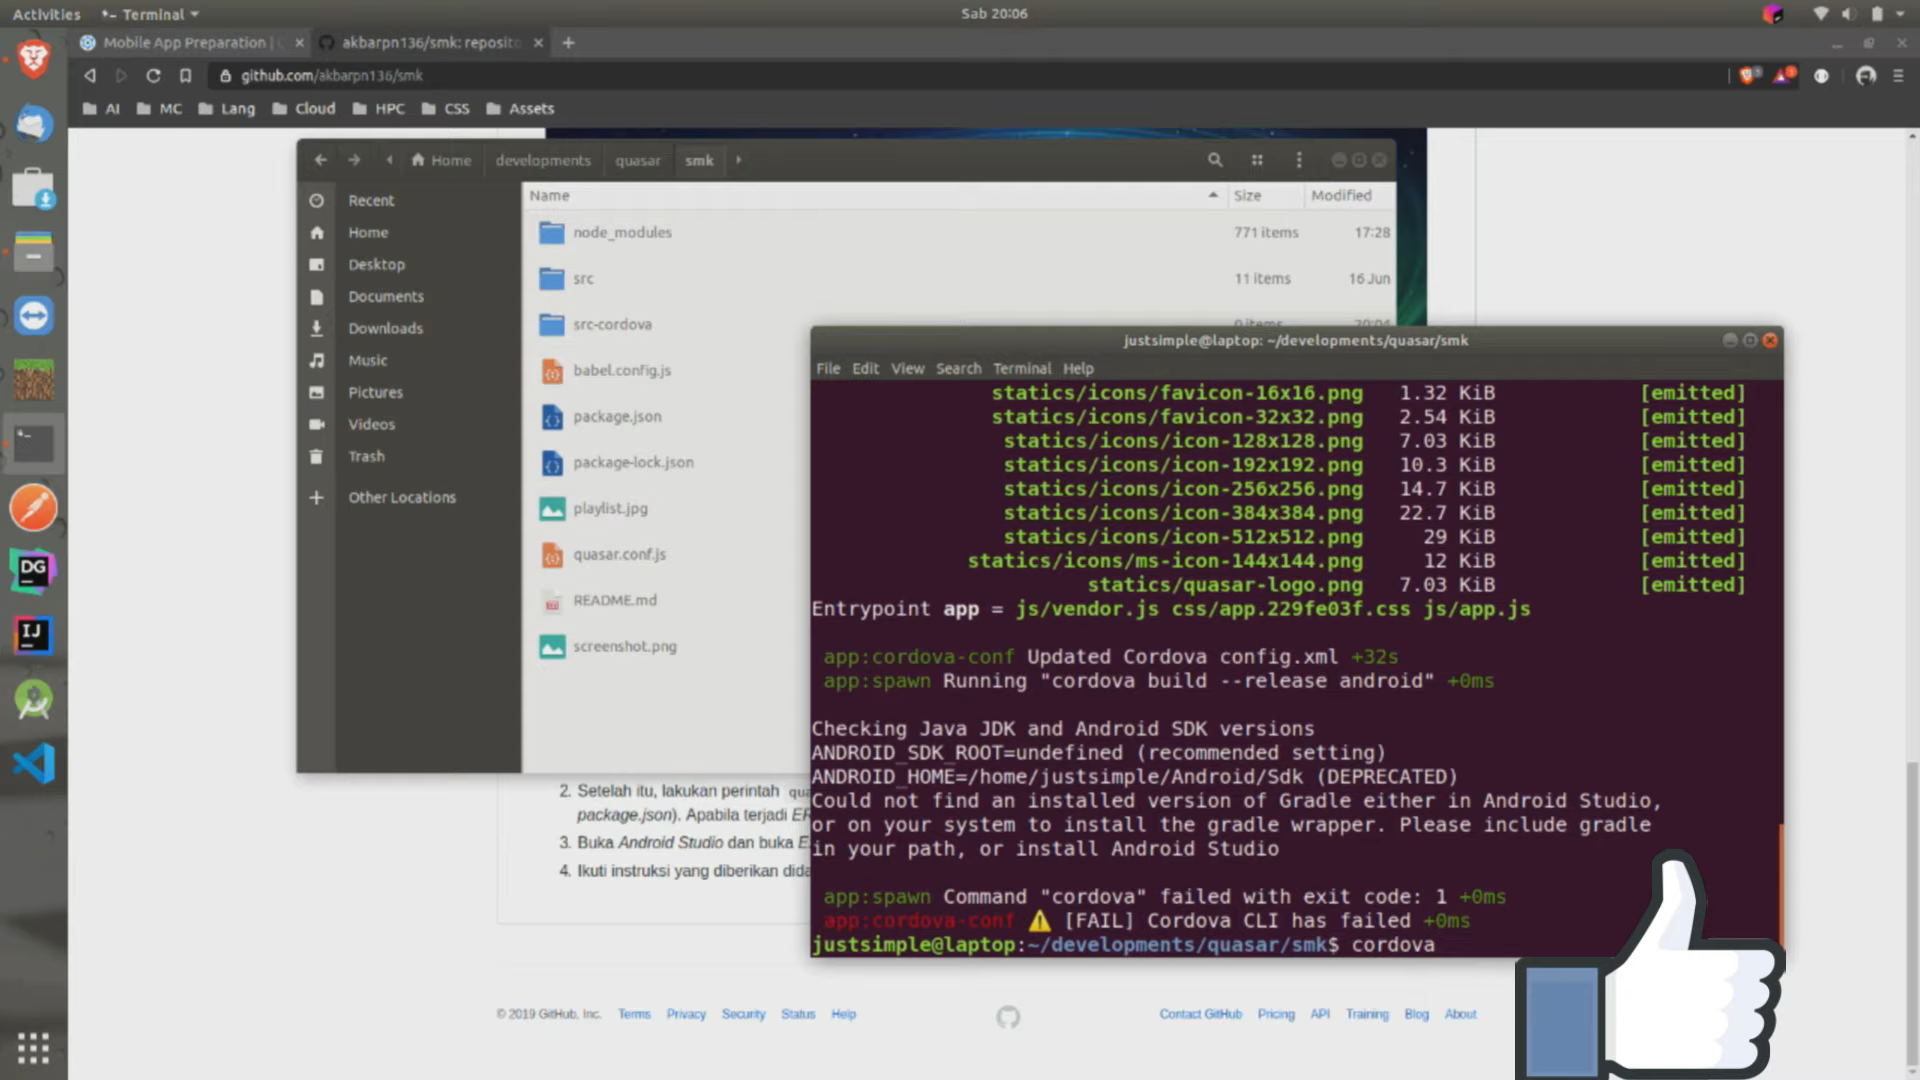 Activities
Terminal
Sab 20:06
Mobile App Preparation |
akbarpn136/smk: reposito
github.com/akbarpn136/smk
AI MC Lang Cloud HPC CSS Assets
Home developments quasar smk
Recent
Home
Desktop
Documents
Downloads
Music
Pictures
Videos
Trash
Other Locations
Name Size Modified
node_modules 771 items 17:28
src 11 items 16 Jun
src-cordova
babel.config.js
package.json
package-lock.json
playlist.jpg
quasar.conf.js
README.md
screenshot.png
justsimple@laptop: ~/developments/quasar/smk
File Edit View Search Terminal Help
statics/icons/favicon-16x16.png 1.32 KiB [emitted]
statics/icons/favicon-32x32.png 2.54 KiB [emitted]
statics/icons/icon-128x128.png 7.03 KiB [emitted]
statics/icons/icon-192x192.png 10.3 KiB [emitted]
statics/icons/icon-256x256.png 14.7 KiB [emitted]
statics/icons/icon-384x384.png 22.7 KiB [emitted]
statics/icons/icon-512x512.png 29 KiB [emitted]
statics/icons/ms-icon-144x144.png 12 KiB [emitted]
statics/quasar-logo.png 7.03 KiB [emitted]
Entrypoint app = js/vendor.js css/app.229fe03f.css js/app.js
app:cordova-conf Updated Cordova config.xml +32s
app:spawn Running "cordova build --release android" +0ms
Checking Java JDK and Android SDK versions
ANDROID_SDK_ROOT=undefined (recommended setting)
ANDROID_HOME=/home/justsimple/Android/Sdk (DEPRECATED)
Could not find an installed version of Gradle either in Android Studio,
or on your system to install the gradle wrapper. Please include gradle
in your path, or install Android Studio
app:spawn Command "cordova" failed with exit code: 1 +0ms
app:cordova-conf ⚠️ [FAIL] Cordova CLI has failed +0ms
justsimple@laptop:~/developments/quasar/smk$ cordova
2. Setelah itu, lakukan perintah
package.json). Apabila terjadi
3. Buka Android Studio dan buka
4. Ikuti instruksi yang diberikan
© 2019 GitHub, Inc. Terms Privacy Security Status Help
Contact GitHub Pricing API Training Blog About
DG
IJ